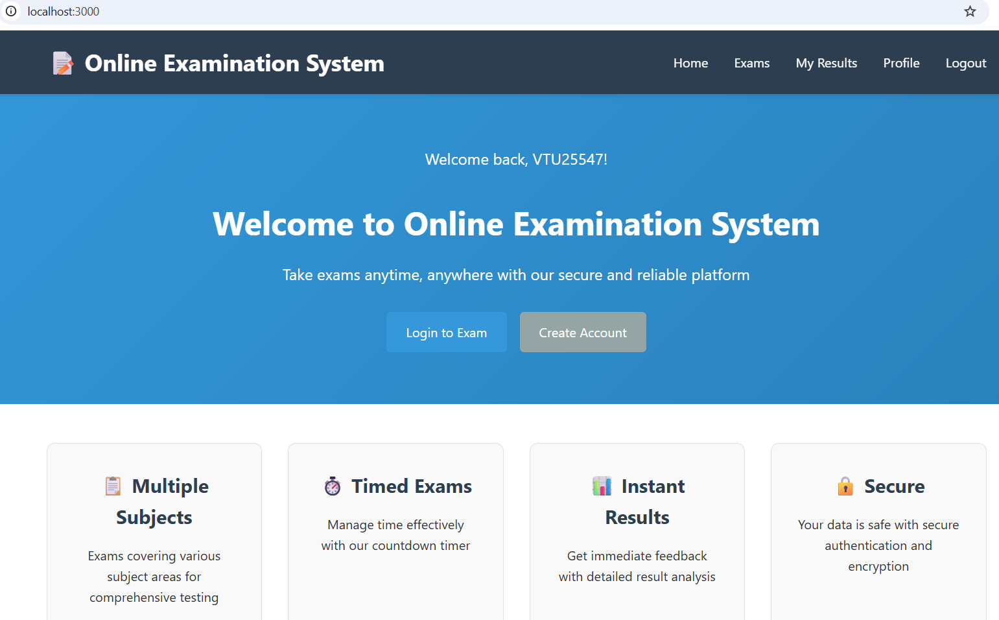 localhost:3000
Online Examination System
Home Exams My Results Profile Logout
Welcome back, VTU25547!
Welcome to Online Examination System
Take exams anytime, anywhere with our secure and reliable platform
Login to Exam Create Account
Multiple
Subjects
Exams covering various
subject areas for
comprehensive testing
Timed Exams
Manage time effectively
with our countdown timer
Instant
Results
Get immediate feedback
with detailed result analysis
Secure
Your data is safe with secure
authentication and
encryption